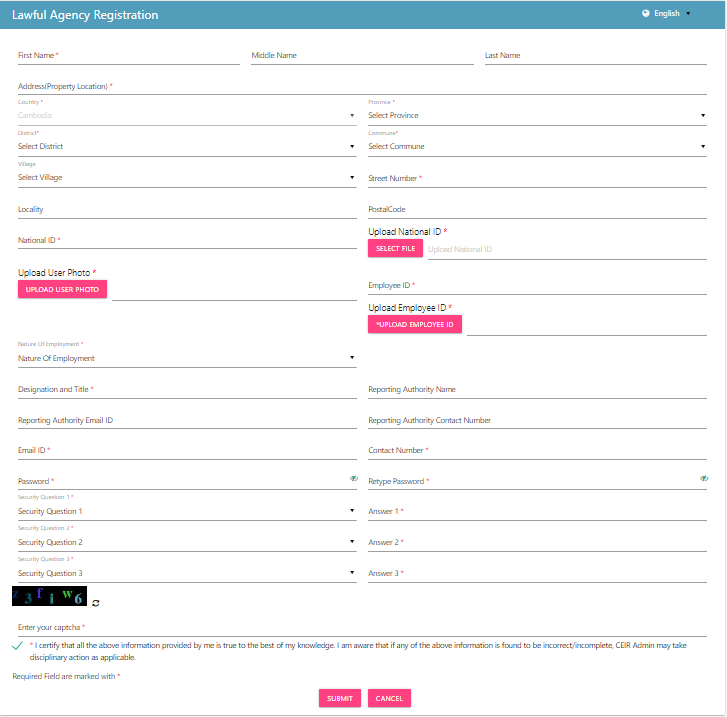 Lawful Agency Registration
English
First Name *
Middle Name
Last Name
Address(Property Location) *
Country *
Cambodia
Province *
Select Province
District*
Select District
Commune*
Select Commune
Village
Select Village
Street Number *
Locality
PostalCode
National ID *
Upload National ID *
SELECT FILE
Upload National ID
Upload User Photo *
UPLOAD USER PHOTO
Employee ID *
Upload Employee ID *
*UPLOAD EMPLOYEE ID
Nature Of Employment *
Nature Of Employment
Designation and Title *
Reporting Authority Name
Reporting Authority Email ID
Reporting Authority Contact Number
Email ID *
Contact Number *
Password *
Retype Password *
Security Question 1 *
Security Question 1
Answer 1 *
Security Question 2 *
Security Question 2
Answer 2 *
Security Question 3 *
Security Question 3
Answer 3 *
z3fiw6
Enter your captcha *
* I certify that all the above information provided by me is true to the best of my knowledge. I am aware that if any of the above information is found to be incorrect/incomplete, CEIR Admin may take
disciplinary action as applicable.
Required Field are marked with *
SUBMIT
CANCEL